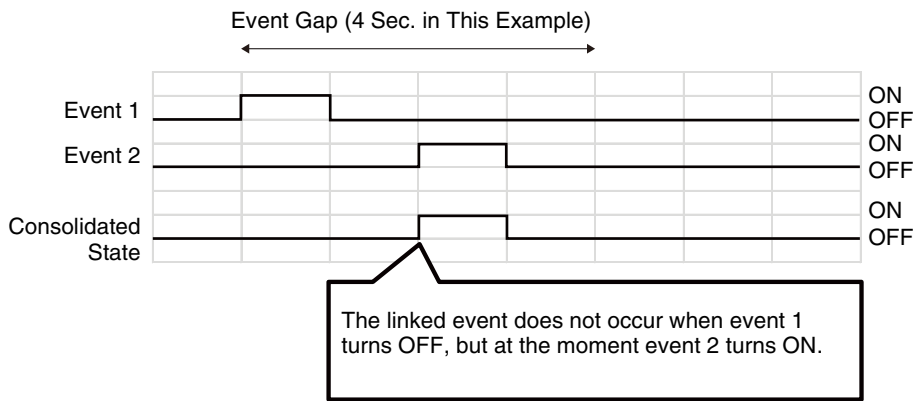 Event Gap (4 Sec. in This Example)
Event 1
ON
OFF
Event 2
ON
OFF
Consolidated
State
ON
OFF
The linked event does not occur when event 1
turns OFF, but at the moment event 2 turns ON.